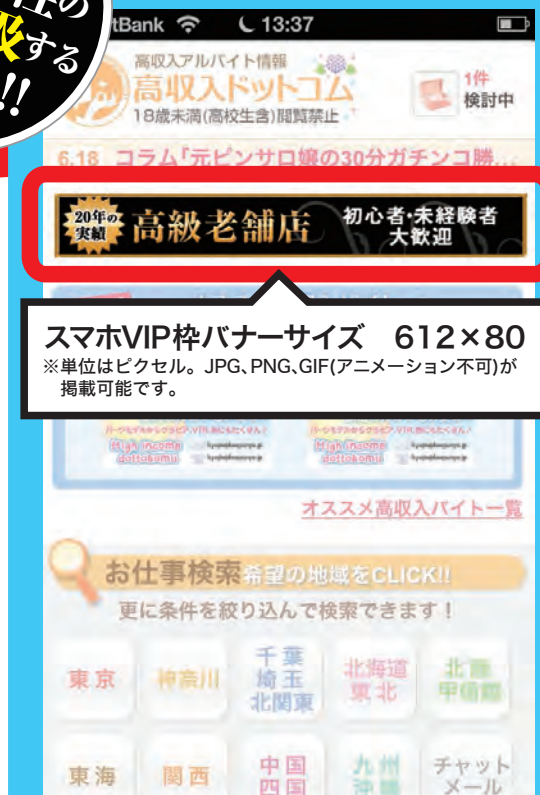 性の
級する
!!
tBank 13:37
高収入アルバイト情報
高収入ドットコム
18歳未満(高校生含)閲覧禁止
1件
検討中
6.18 コラム「元ピンサロ嬢の30分ガチンコ勝...
20年の
実績
高級老舗店
初心者・未経験者
大歓迎
スマホVIP枠バナーサイズ 612×80
※単位はピクセル。JPG、PNG、GIF(アニメーション不可)が
掲載可能です。
High income
dottokomu
High income
dottokomu
オススメ高収入バイト一覧
お仕事検索 希望の地域をCLICK!!
更に条件を絞り込んで検索できます!
東京
神奈川
千葉
埼玉
北関東
北海道
東北
北陸
甲信越
東海
関西
中国
四国
九州
沖縄
チャット
メール